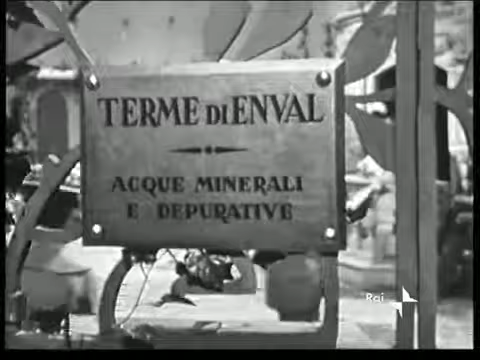 TERME DI ENVAL
ACQUE MINERALI
E DEPURATIVE
Rai